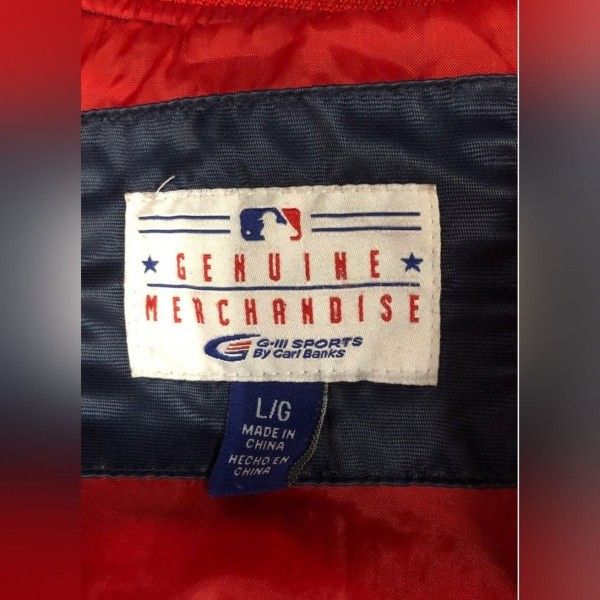 GENUINE
MERCHANDISE
G-III SPORTS
By Carl Banks
L/G
MADE IN
CHINA
HECHO EN
CHINA